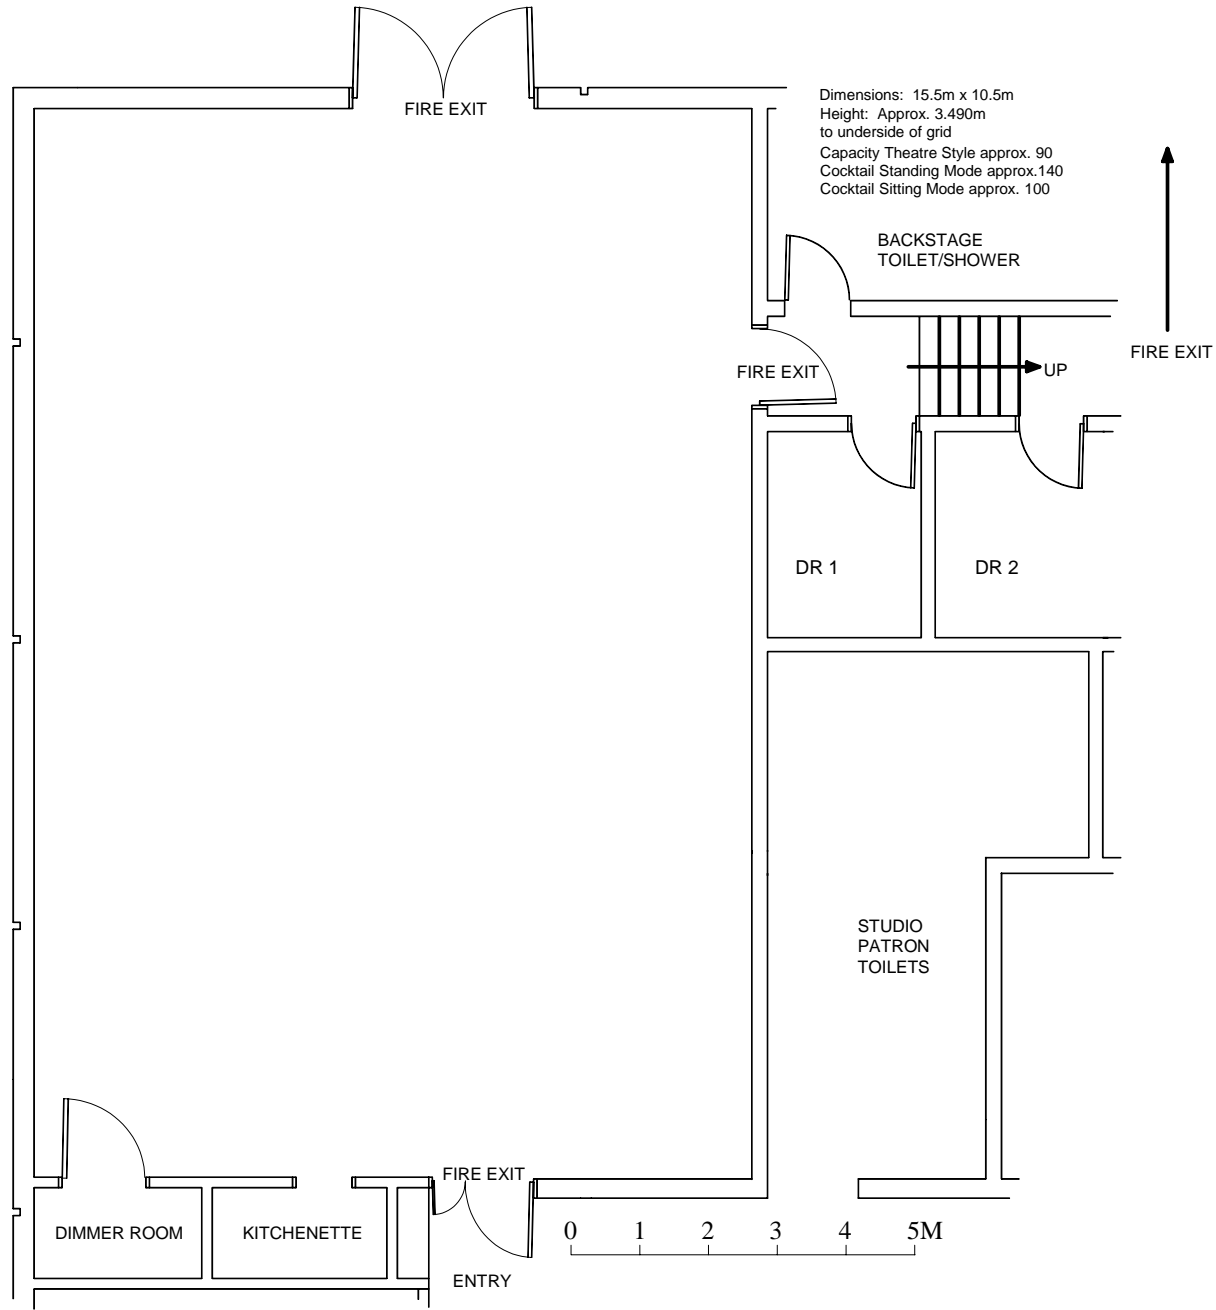 FIRE EXIT
Dimensions:  15.5m x 10.5m
Height:  Approx. 3.490m
to underside of grid
Capacity Theatre Style approx. 90
Cocktail Standing Mode approx.140
Cocktail Sitting Mode approx. 100
BACKSTAGE
TOILET/SHOWER
FIRE EXIT
FIRE EXIT
UP
DR 1
DR 2
STUDIO
PATRON
TOILETS
FIRE EXIT
DIMMER ROOM
KITCHENETTE
0 1 2 3 4 5M
ENTRY